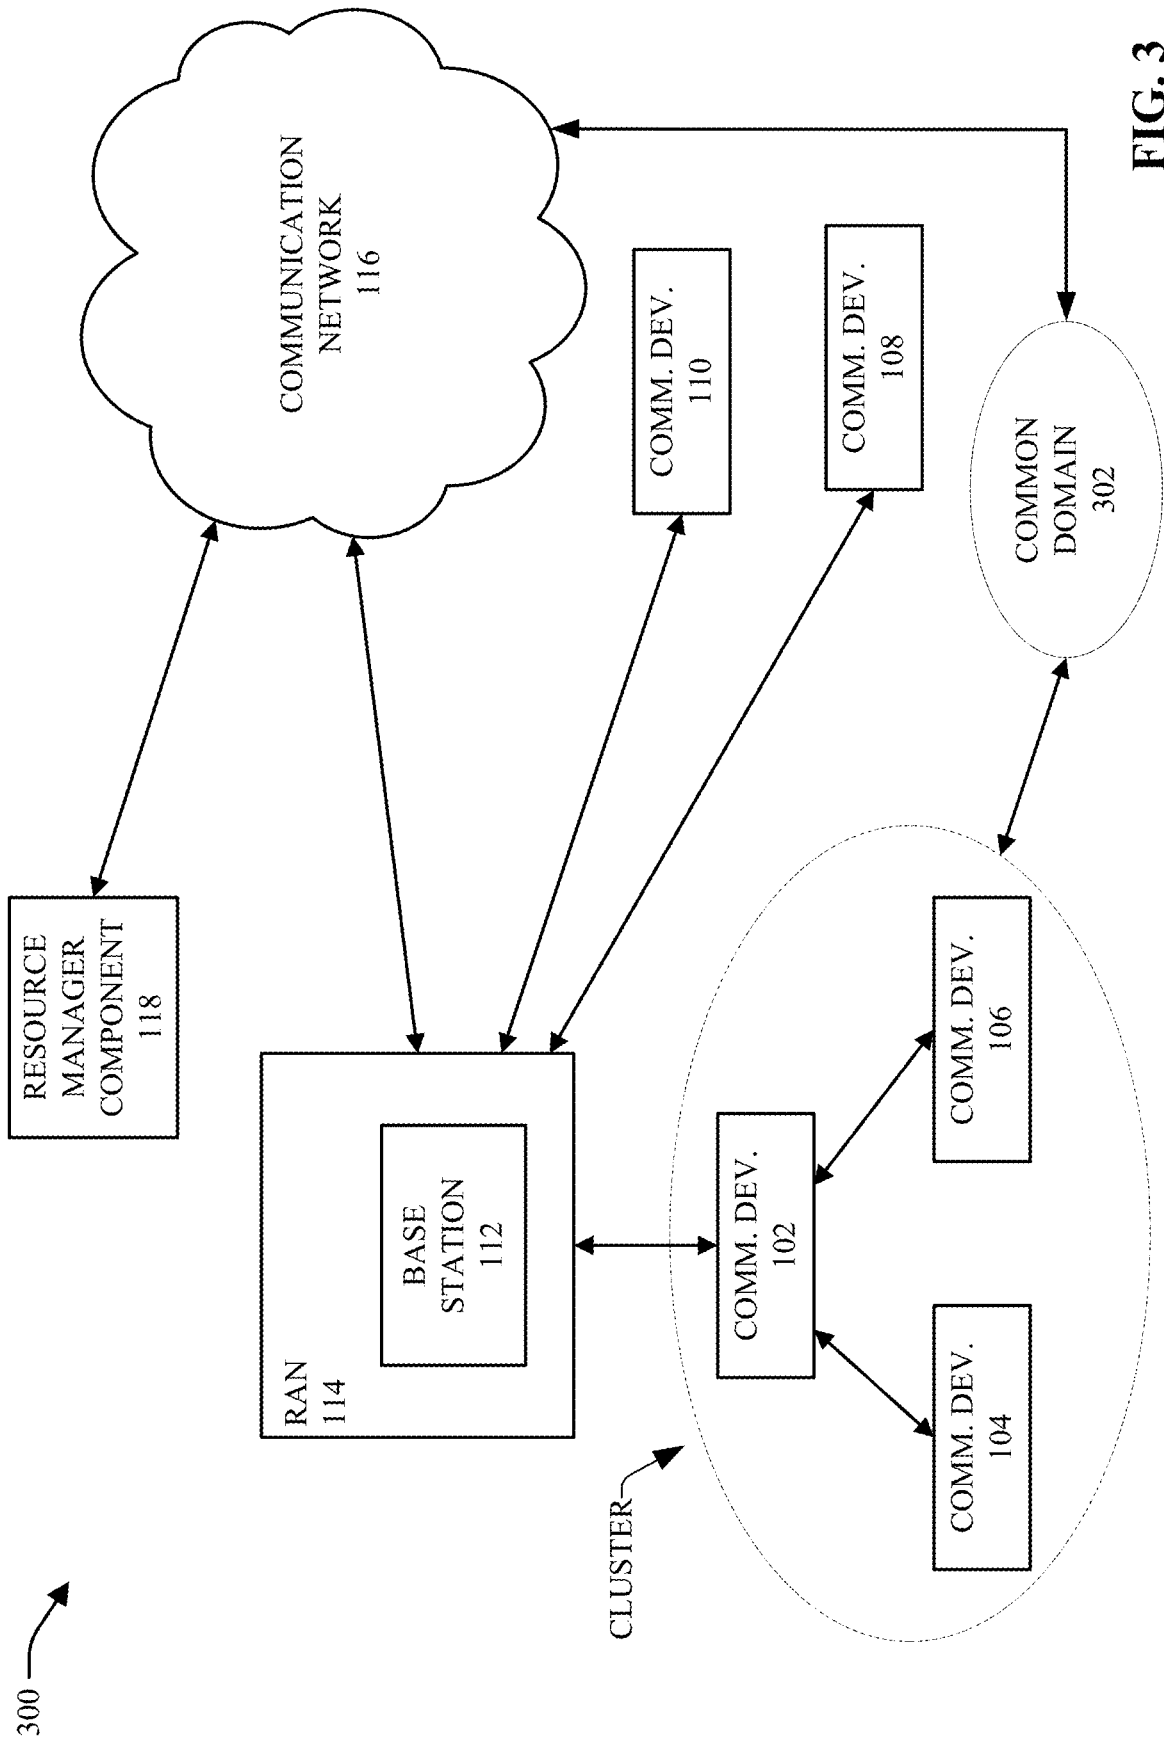 300
RESOURCE
MANAGER
COMPONENT
118
COMMUNICATION
NETWORK
116
RAN
114
BASE
STATION
112
COMM. DEV.
110
COMM. DEV.
108
CLUSTER
COMM. DEV.
102
COMM. DEV.
104
COMM. DEV.
106
COMMON
DOMAIN
302
FIG. 3